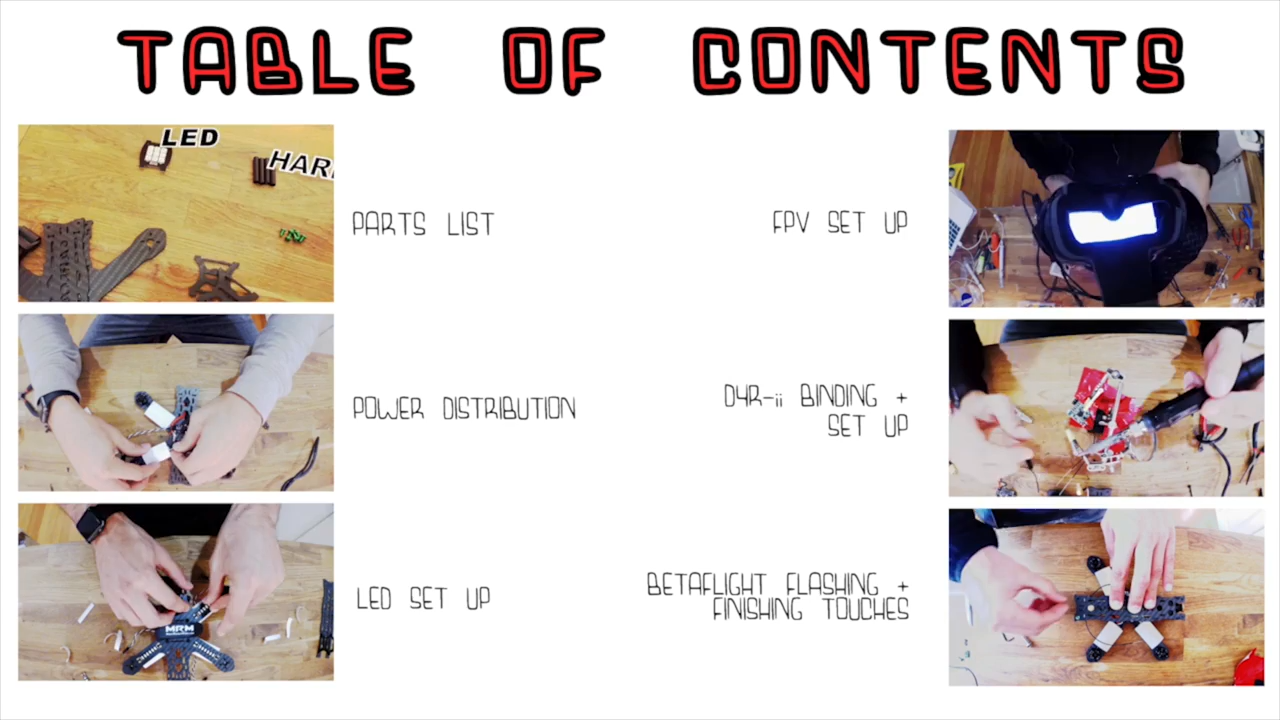 TABLE OF CONTENTS
LED
PARTS LIST
POWER DISTRIBUTION
LED SET UP
MRM
FPV SET UP
D4R-ii BINDING +
SET UP
BETAFLIGHT FLASHING +
FINISHING TOUCHES